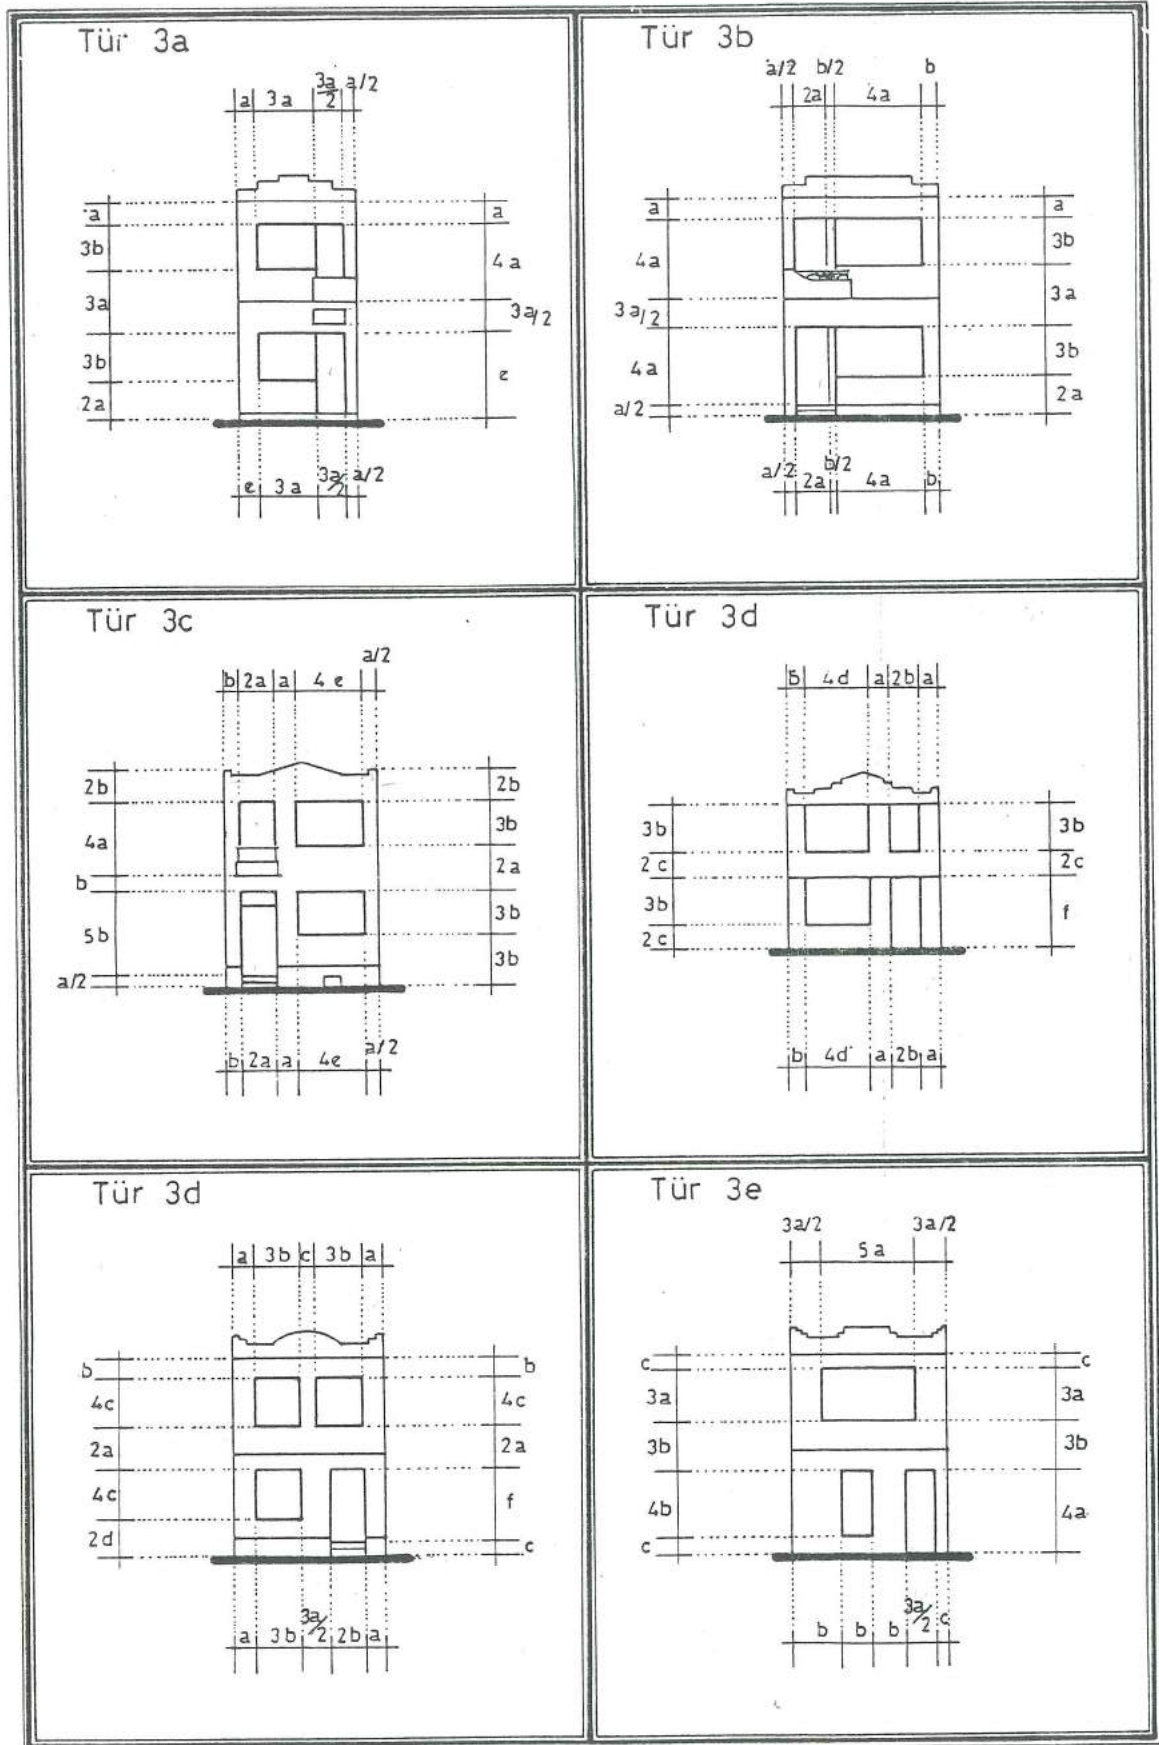 Tür 3a
3a/2 a/2
a 3a
a a
3b 4a
3a 3a/2
3b e
2a
e 3a 3a/2 a/2
Tür 3b
a/2 b/2 b
2a 4a
a a
4a 3b
3a
3a/2
4a 3b
a/2 2a
a/2 b/2
2a 4a b
Tür 3c
a/2
b 2a a 4e
2b 2b
4a 3b
2a
b
5b 3b
3b
a/2
a/2
b 2a a 4e
Tür 3d
b 4d a 2b a
3b 3b
2c 2c
3b f
2c
b 4d a 2b a
Tür 3d
a 3b c 3b a
b b
4c 4c
2a 2a
4c f
2d c
3a/2
a 3b 2b a
Tür 3e
3a/2 3a/2
5a
c c
3a 3a
3b 3b
4b 4a
c
3a/2
b b b c